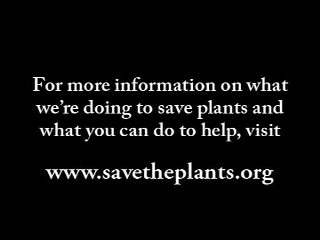 For more information on what
we're doing to save plants and
what you can do to help, visit
www.savetheplants.org